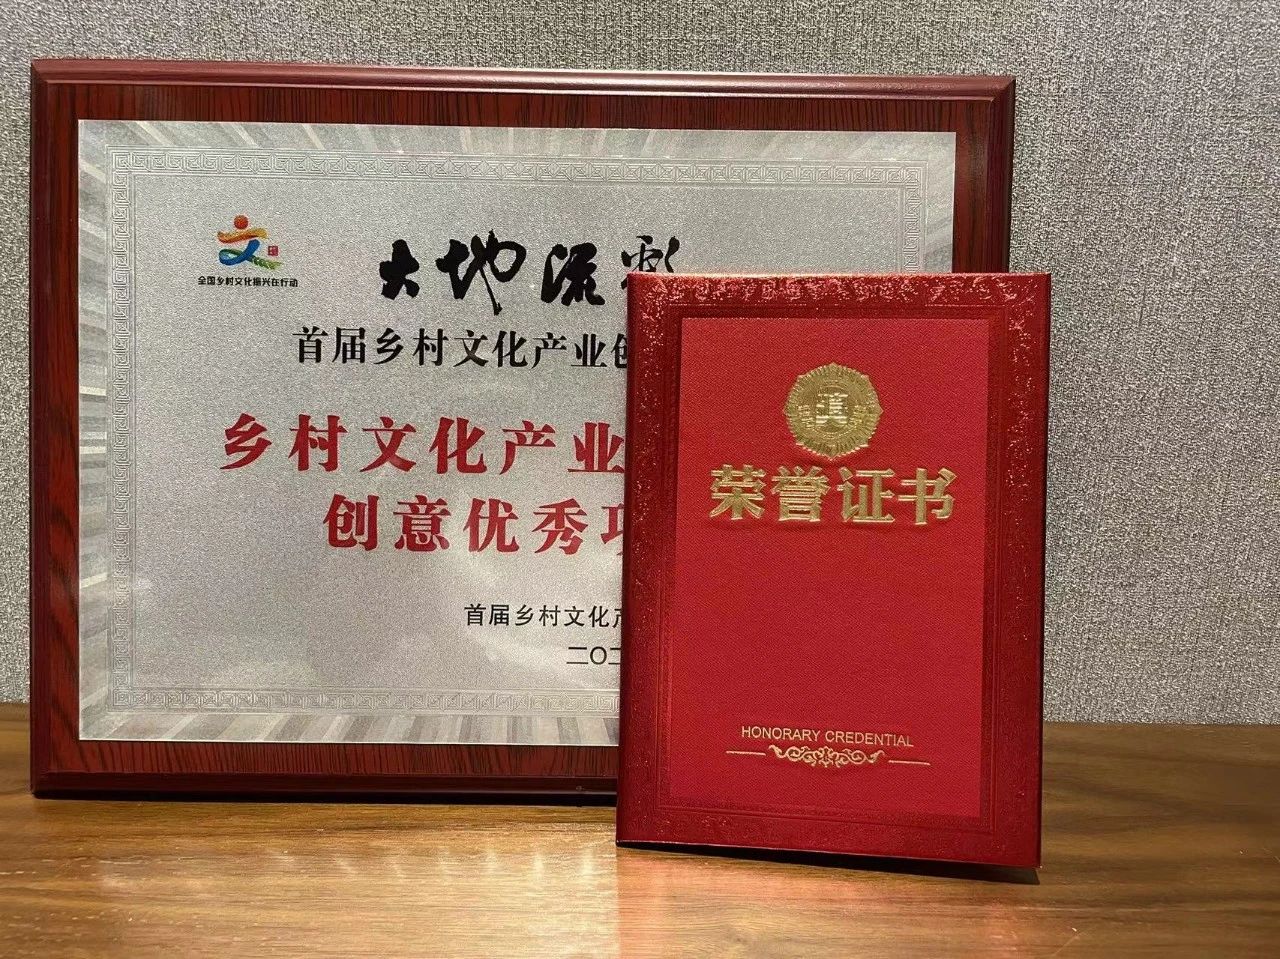 全国乡村文化振兴在行动
大地流彩
首届乡村文化产业创
乡村文化产业
创意优秀项
首届乡村文化产
二〇二
荣誉证书
HONORARY CREDENTIAL